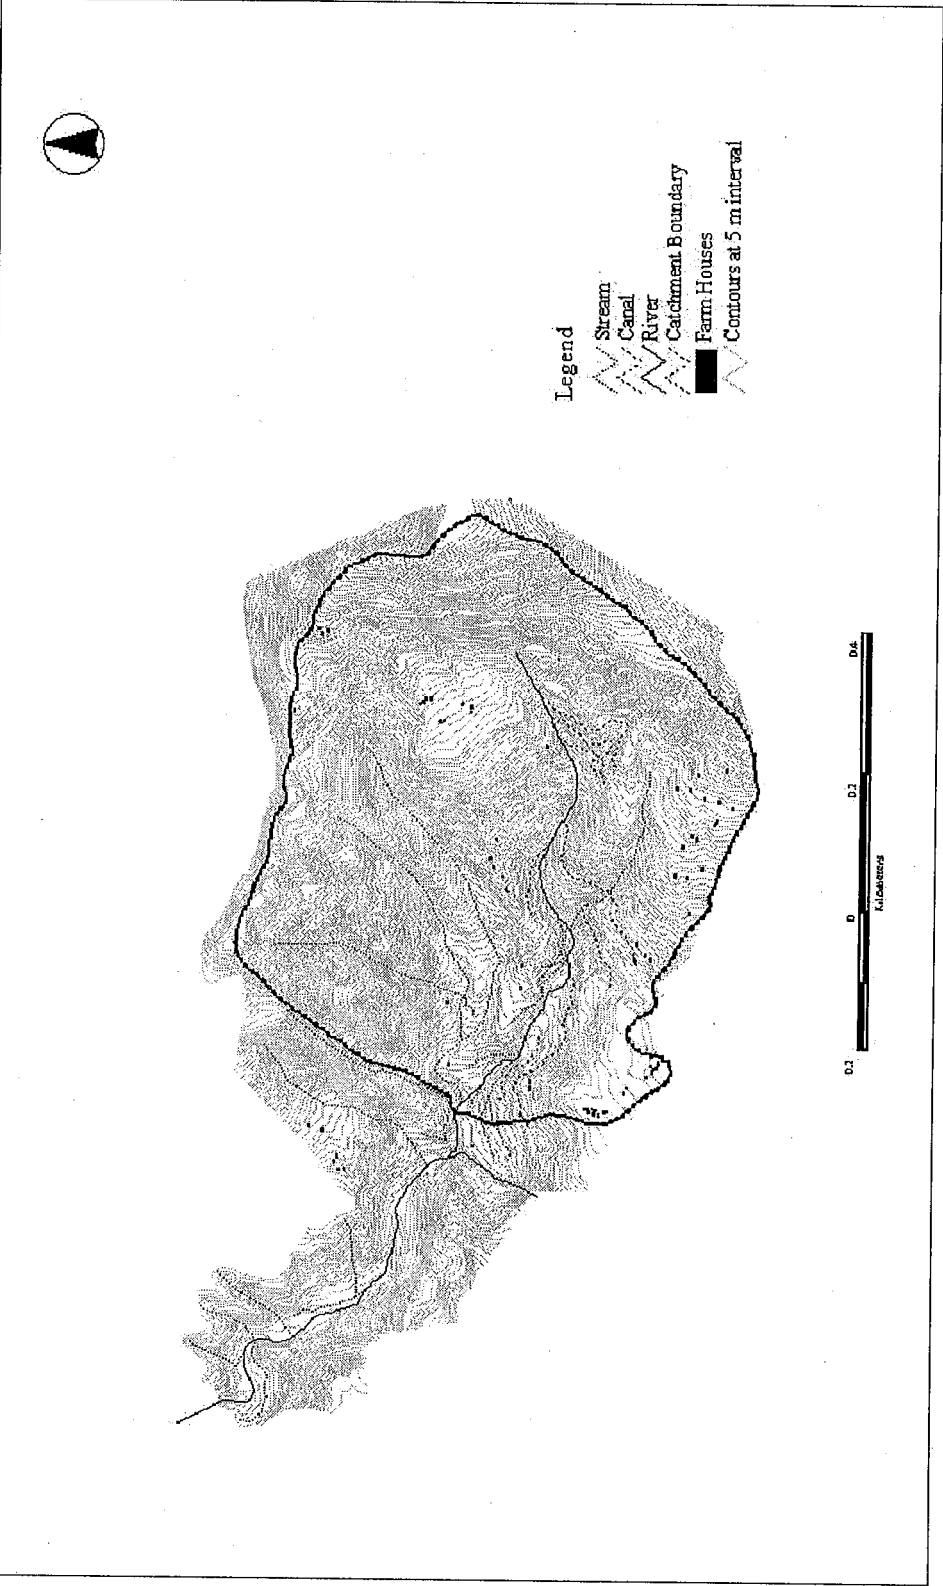 Legend
Stream
Canal
River
Catchment Boundary
Farm Houses
Contours at 5 m interval
0.2 0 0.2 0.4
Kilometers